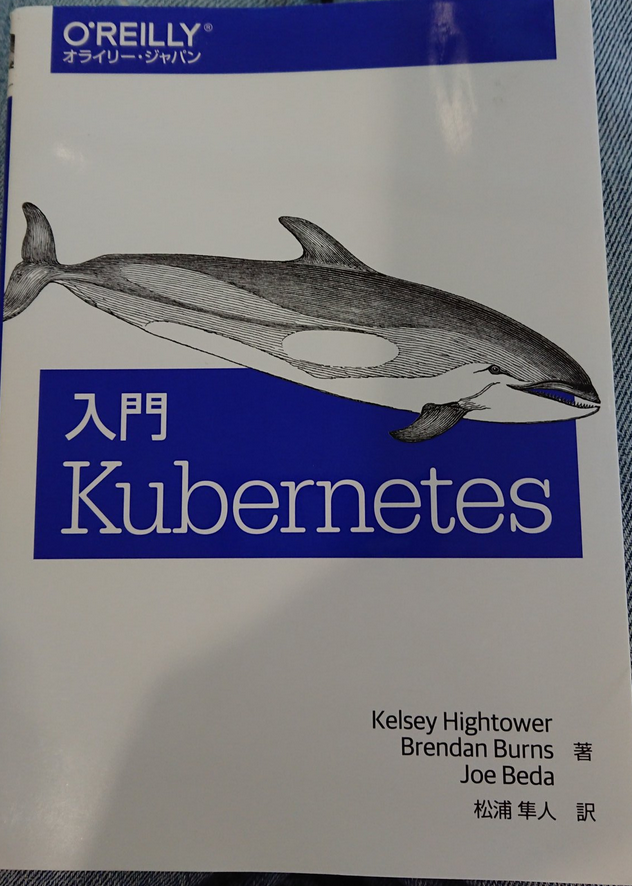 O'REILLY®
オライリー・ジャパン
入門
Kubernetes
Kelsey Hightower
Brendan Burns 著
Joe Beda
松浦 隼人 訳